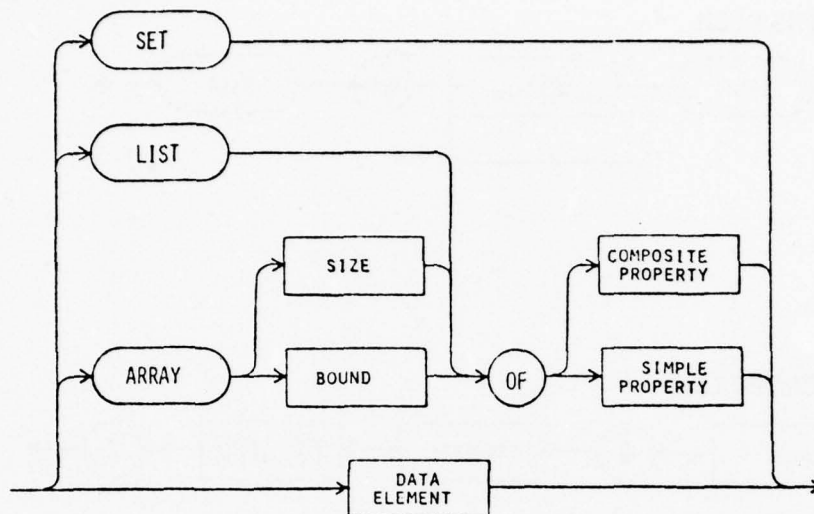 SET
LIST
SIZE
COMPOSITE
PROPERTY
ARRAY
BOUND
OF
SIMPLE
PROPERTY
DATA
ELEMENT